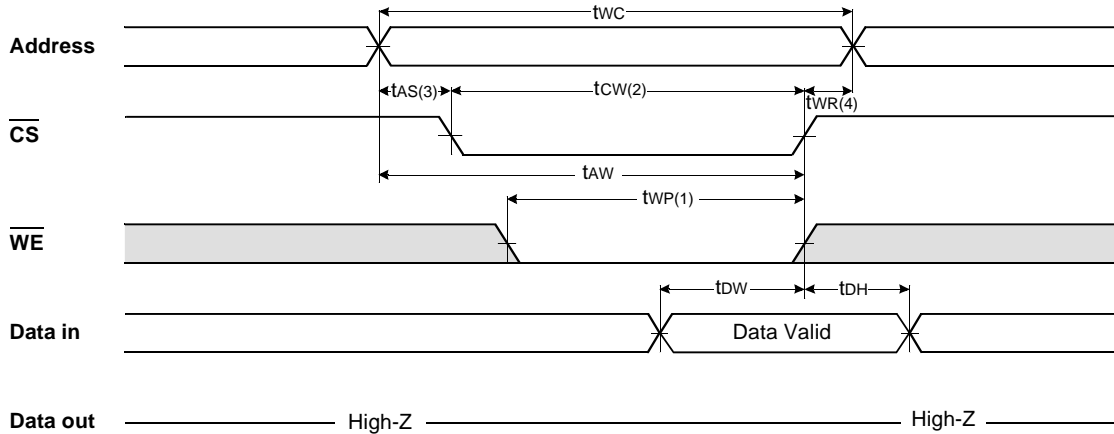 tWC
Address
tAS(3)
tCW(2)
tWR(4)
CS
tAW
tWP(1)
WE
tDW
tDH
Data in
Data Valid
Data out
High-Z
High-Z